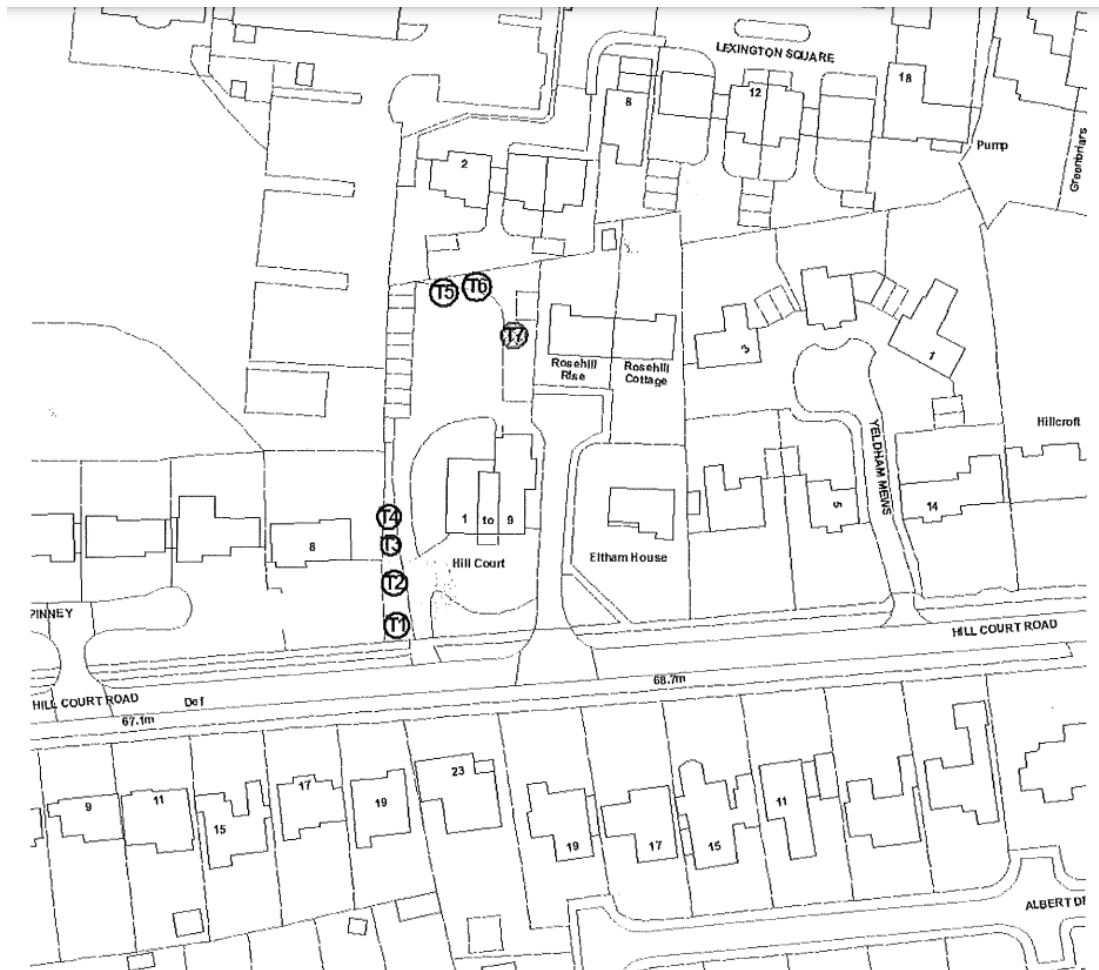 LEXINGTON SQUARE
18
8
12
Pump
Greenbriars
2
T5
T6
T7
Rosehill
Rise
Rosehill
Cottage
3
1
YELDHAM MEWS
Hillcroft
T4
T3
T2
T1
8
1 to 9
Hill Court
Eltham House
5
14
PINNEY
HILL COURT ROAD
HILL COURT ROAD
Def
67.1m
68.7m
9
11
15
17
19
23
19
17
15
11
ALBERT DR